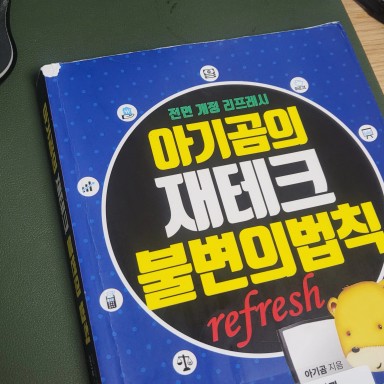 전면 개정 리프레시
아기곰의
재테크
불변의법칙
refresh
아기곰 지음